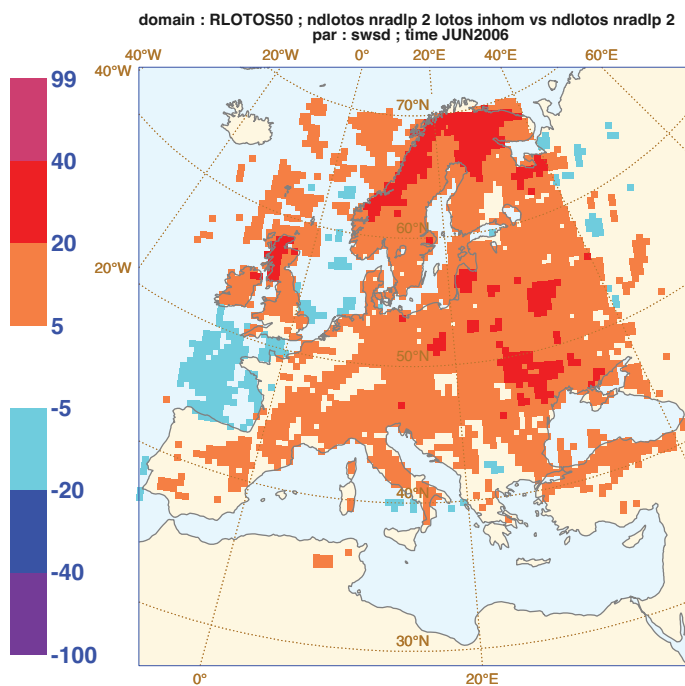 domain : RLOTOS50 ; ndlotos nradlp 2 lotos inhom vs ndlotos nradlp 2
par : swsd ; time JUN2006
40°W 20°W 0° 20°E 40°E 60°E
40°W
99
70°N
40
20
60°N
20°W
5
50°N
-5
-20
40°N
-40
30°N
-100
0° 20°E